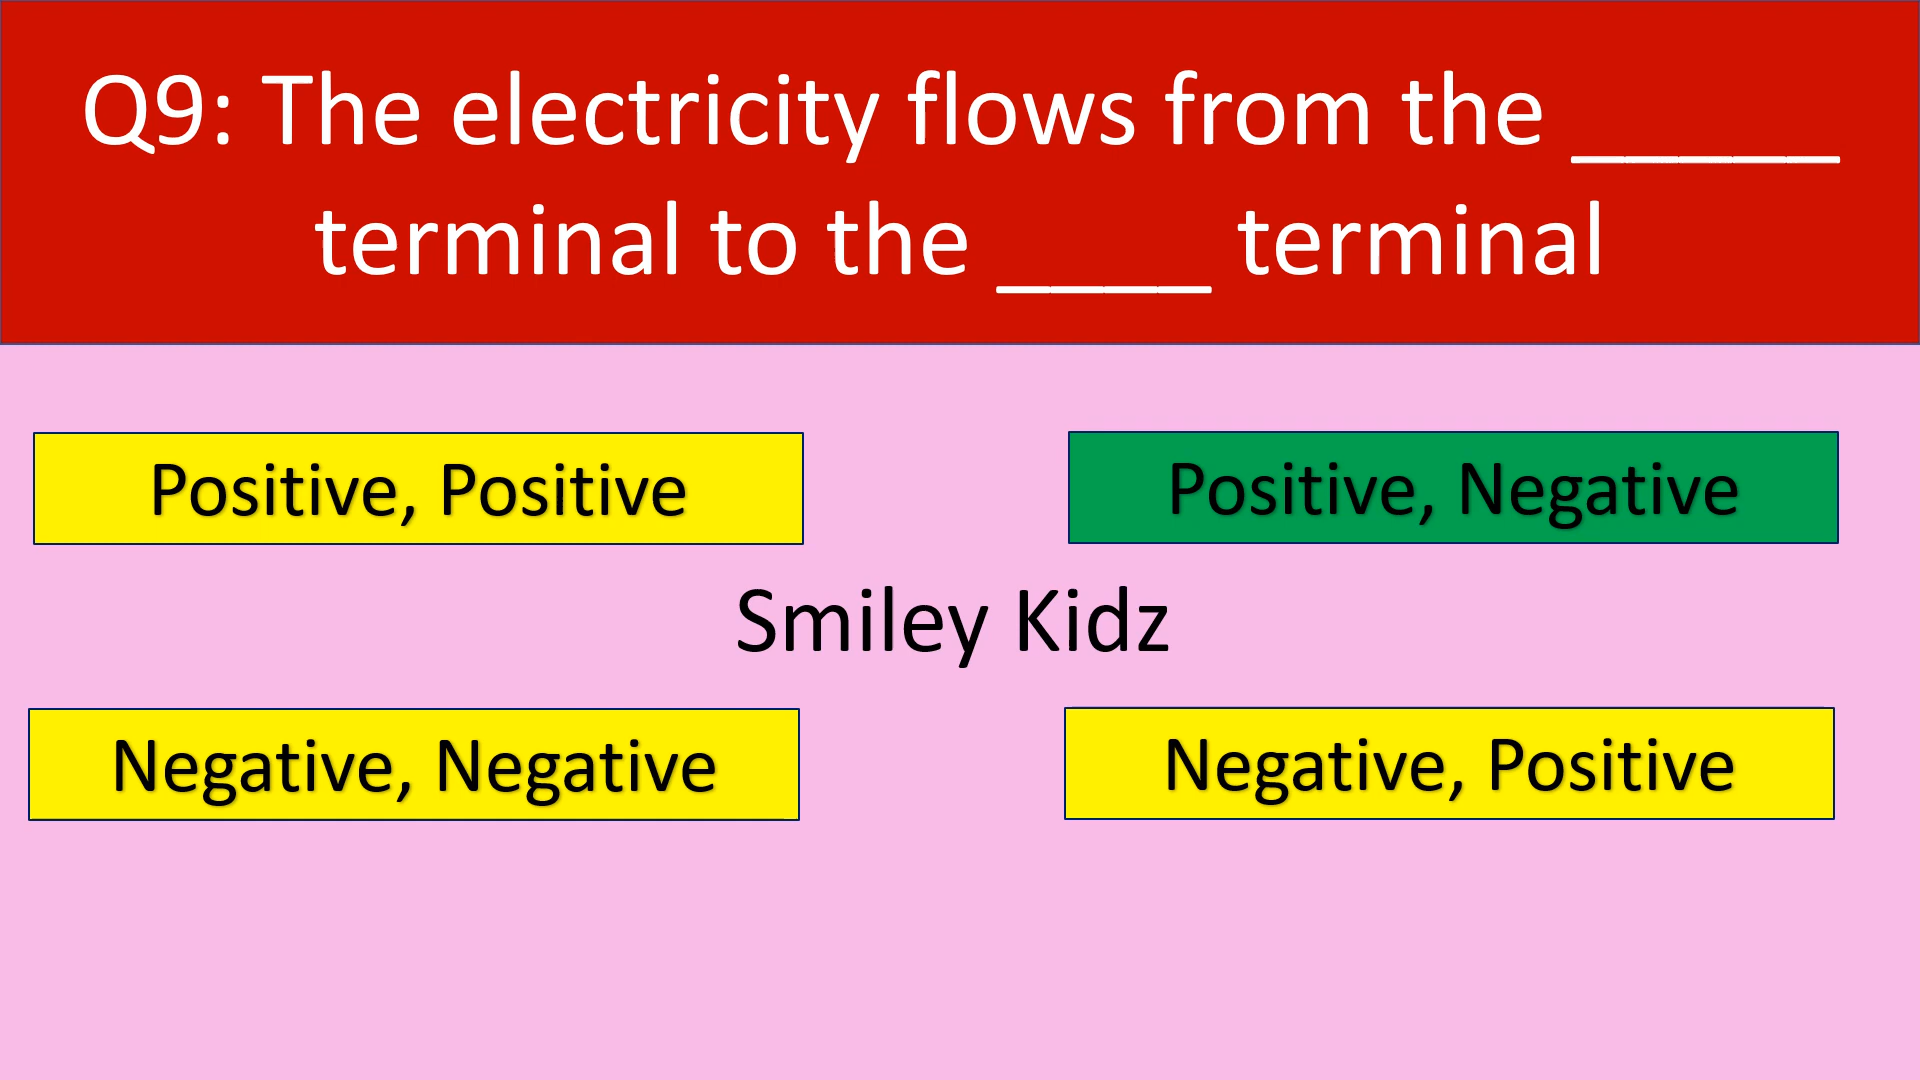 Q9: The electricity flows from the _____
terminal to the ____ terminal
Positive, Positive
Positive, Negative
Smiley Kidz
Negative, Negative
Negative, Positive